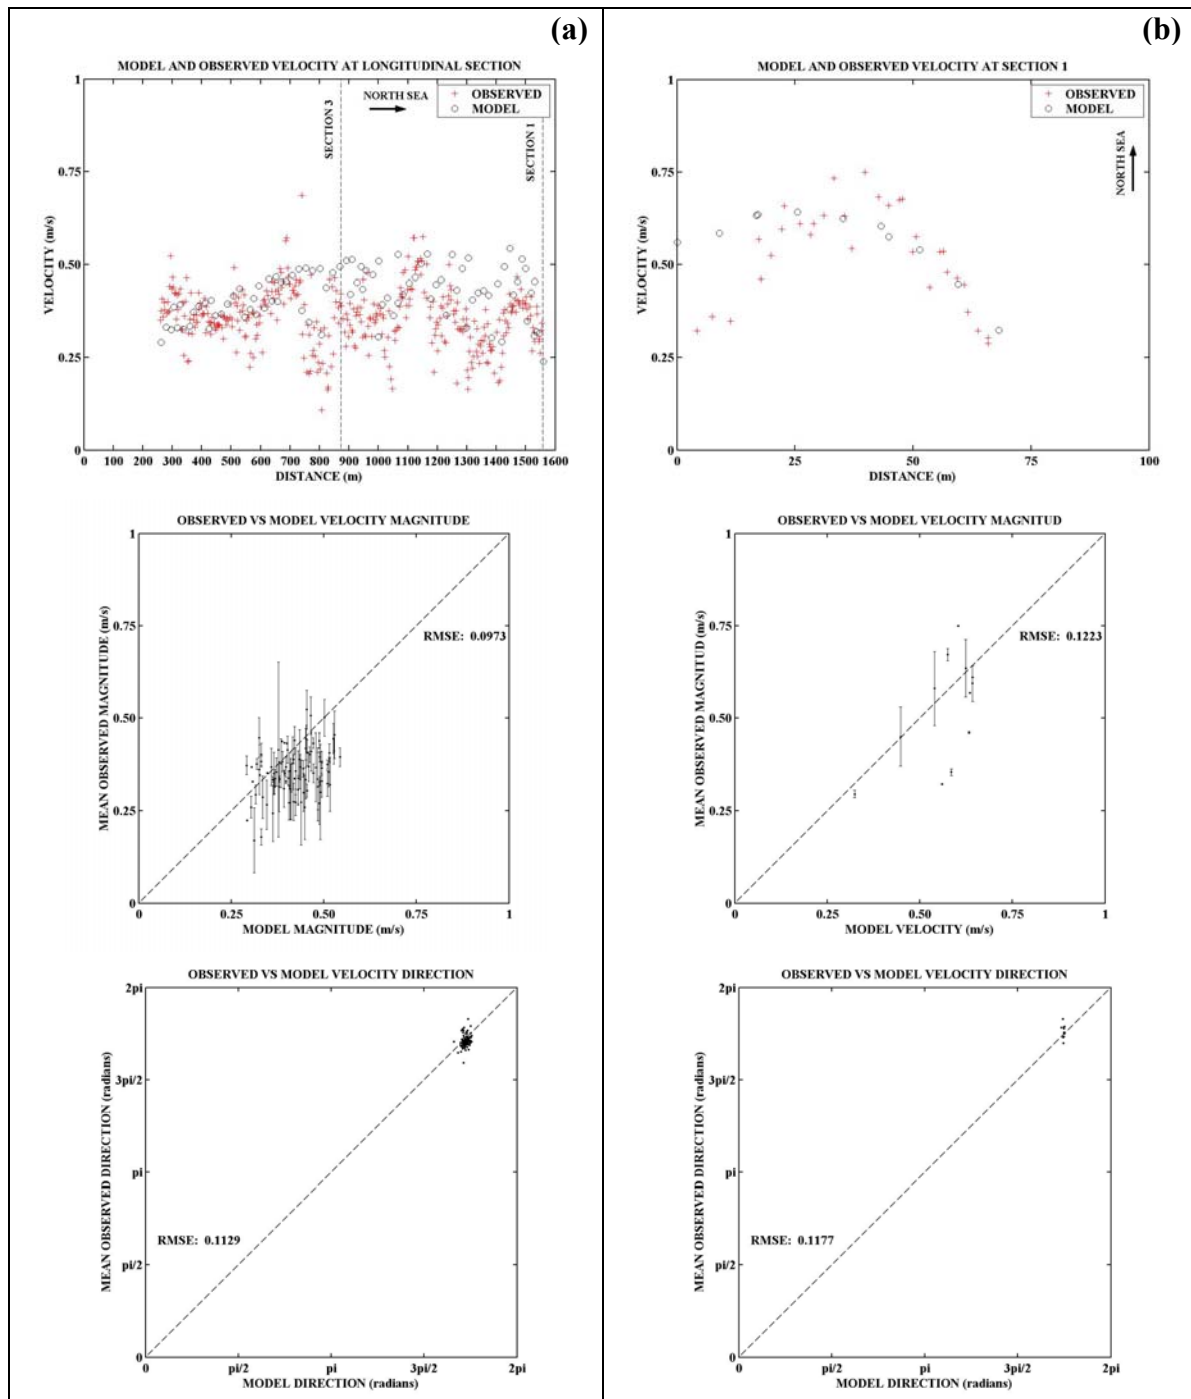 (a)
MODEL AND OBSERVED VELOCITY AT LONGITUDINAL SECTION
1
0.75
0.50
0.25
0
VELOCITY (m/s)
SECTION 3
NORTH SEA
OBSERVED
MODEL
SECTION 1
0 100 200 300 400 500 600 700 800 900 1000 1100 1200 1300 1400 1500 1600
DISTANCE (m)
OBSERVED VS MODEL VELOCITY MAGNITUDE
1
0.75
0.50
0.25
0
MEAN OBSERVED MAGNITUDE (m/s)
RMSE: 0.0973
0 0.25 0.50 0.75 1
MODEL MAGNITUDE (m/s)
OBSERVED VS MODEL VELOCITY DIRECTION
2pi
3pi/2
pi
pi/2
0
MEAN OBSERVED DIRECTION (radians)
RMSE: 0.1129
0 pi/2 pi 3pi/2 2pi
MODEL DIRECTION (radians)
(b)
MODEL AND OBSERVED VELOCITY AT SECTION 1
1
0.75
0.50
0.25
0
VELOCITY (m/s)
OBSERVED
MODEL
NORTH SEA
0 25 50 75 100
DISTANCE (m)
OBSERVED VS MODEL VELOCITY MAGNITUD
1
0.75
0.50
0.25
0
MEAN OBSERVED MAGNITUD (m/s)
RMSE: 0.1223
0 0.25 0.50 0.75 1
MODEL VELOCITY (m/s)
OBSERVED VS MODEL VELOCITY DIRECTION
2pi
3pi/2
pi
pi/2
0
MEAN OBSERVED DIRECTION (radians)
RMSE: 0.1177
0 pi/2 pi 3pi/2 2pi
MODEL DIRECTION (radians)